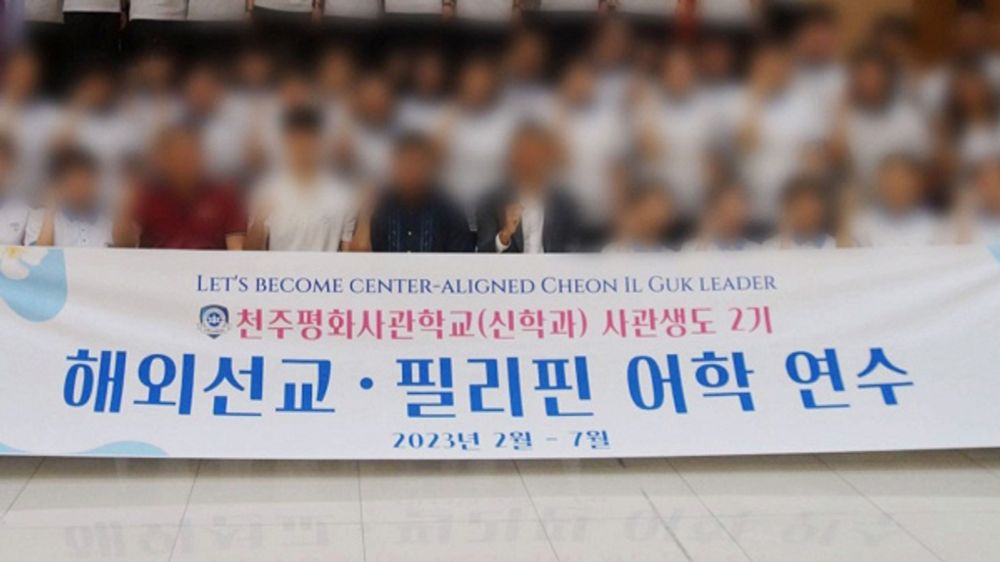 LET'S BECOME CENTER-ALIGNED CHEON IL GUK LEADER
천주평화사관학교(신학과) 사관생도 2기
해외선교·필리핀 어학 연수
2023년 2월 - 7월